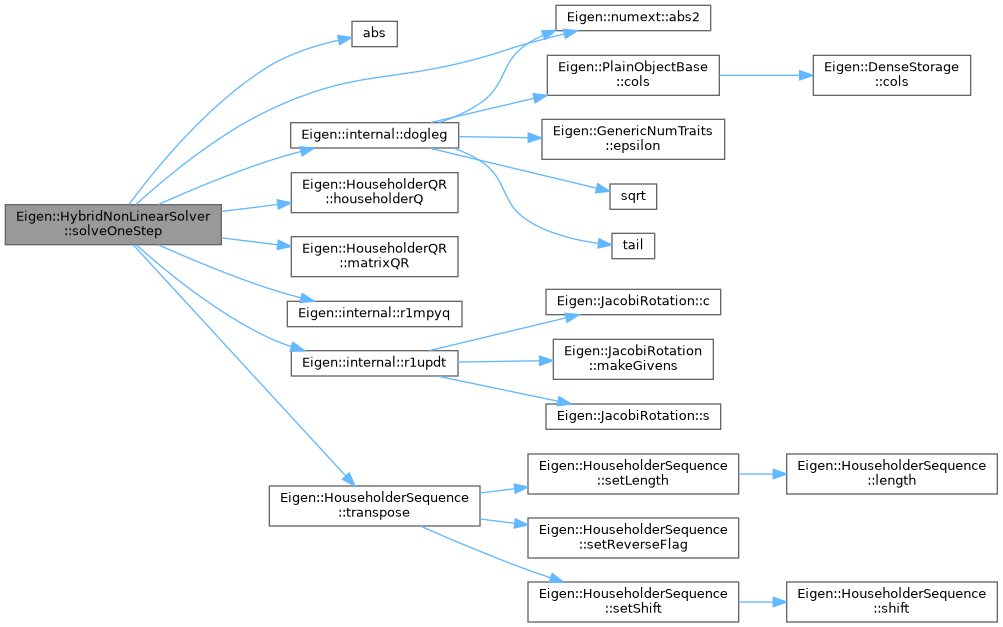 Eigen::HybridNonLinearSolver
::solveOneStep
abs
Eigen::numext::abs2
Eigen::internal::dogleg
Eigen::PlainObjectBase
::cols
Eigen::DenseStorage
::cols
Eigen::GenericNumTraits
::epsilon
sqrt
tail
Eigen::HouseholderQR
::householderQ
Eigen::HouseholderQR
::matrixQR
Eigen::internal::r1mpyq
Eigen::internal::r1updt
Eigen::JacobiRotation::c
Eigen::JacobiRotation
::makeGivens
Eigen::JacobiRotation::s
Eigen::HouseholderSequence
::transpose
Eigen::HouseholderSequence
::setLength
Eigen::HouseholderSequence
::length
Eigen::HouseholderSequence
::setReverseFlag
Eigen::HouseholderSequence
::setShift
Eigen::HouseholderSequence
::shift